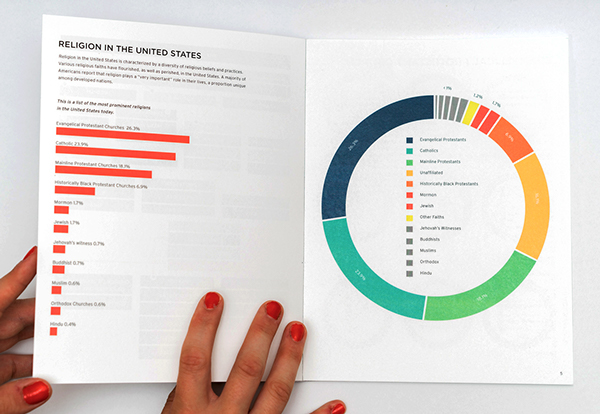 RELIGION IN THE UNITED STATES
Religion in the United States is characterized by a diversity of religious beliefs and practices.
Various religious faiths have flourished, as well as perished, in the United States. A majority of
Americans report that religion plays a "very important" role in their lives, a proportion unique
among developed nations.
This is a list of the most prominent religions
in the United States today.
Evangelical Protestant Churches 26.3%
Catholic 23.9%
Mainline Protestant Churches 18.1%
Historically Black Protestant Churches 6.9%
Mormon 1.7%
Jewish 1.7%
Jehovah's witness 0.7%
Buddhist 0.7%
Muslim 0.6%
Orthodox Churches 0.6%
Hindu 0.4%
1.2%
1.7%
26.3%
6.9%
23.9%
18.1%
Evangelical Protestants
Catholics
Mainline Protestants
Unaffiliated
Historically Black Protestants
Mormon
Jewish
Other Faiths
Jehovah's Witnesses
Buddhists
Muslims
Orthodox
Hindu